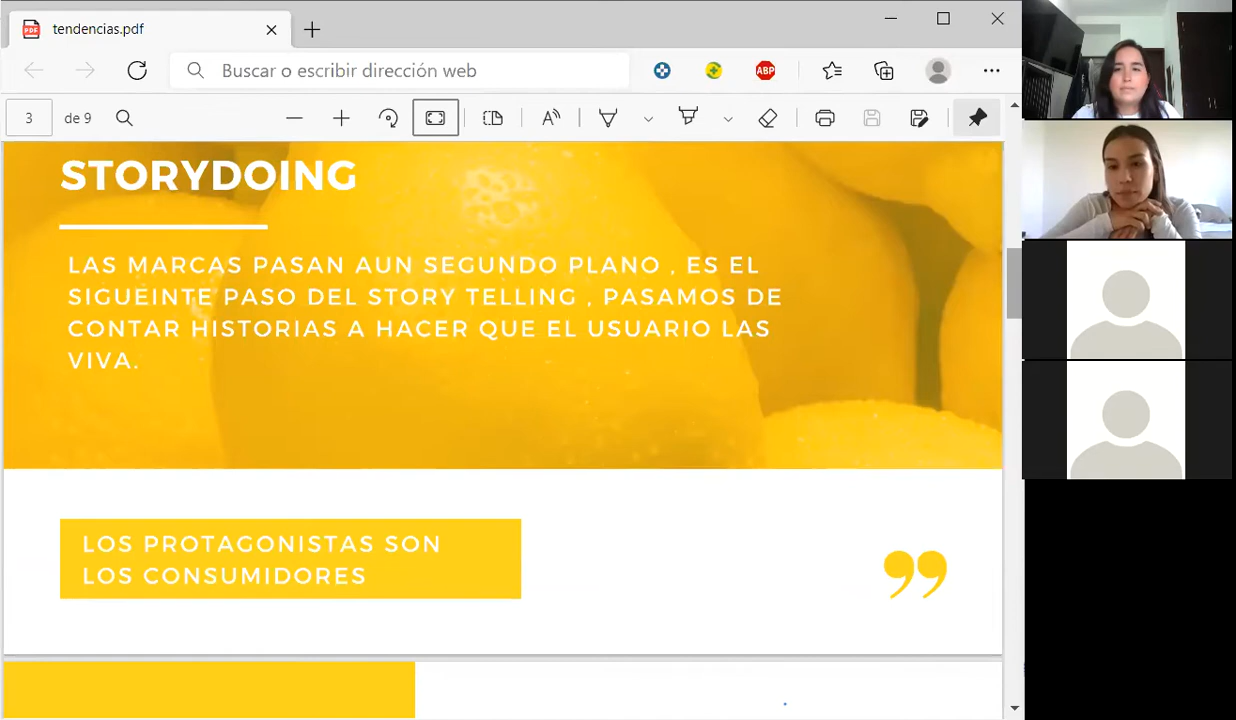 tendencias.pdf
Buscar o escribir dirección web
ABP
3 de 9
STORYDOING
LAS MARCAS PASAN AUN SEGUNDO PLANO , ES EL
SIGUEINTE PASO DEL STORY TELLING , PASAMOS DE
CONTAR HISTORIAS A HACER QUE EL USUARIO LAS
VIVA.
LOS PROTAGONISTAS SON
LOS CONSUMIDORES